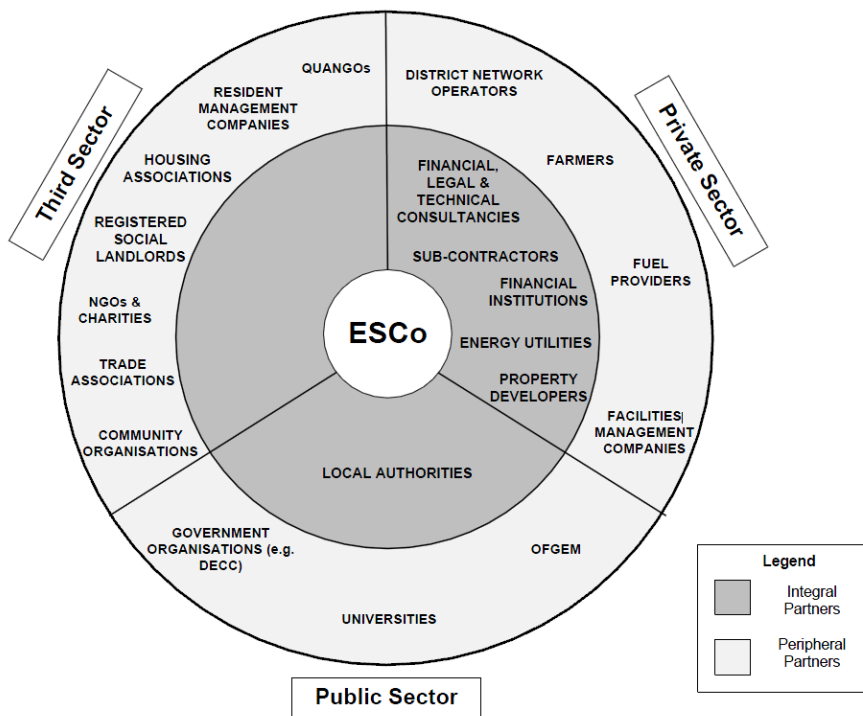 QUANGOs
RESIDENT
MANAGEMENT
COMPANIES
HOUSING
ASSOCIATIONS
REGISTERED
SOCIAL
LANDLORDS
NGOs &
CHARITIES
TRADE
ASSOCIATIONS
COMMUNITY
ORGANISATIONS
Third Sector
DISTRICT NETWORK
OPERATORS
FARMERS
FUEL
PROVIDERS
FACILITIES
MANAGEMENT
COMPANIES
Private Sector
FINANCIAL,
LEGAL &
TECHNICAL
CONSULTANCIES
SUB-CONTRACTORS
FINANCIAL
INSTITUTIONS
ENERGY UTILITIES
PROPERTY
DEVELOPERS
ESCo
LOCAL AUTHORITIES
GOVERNMENT
ORGANISATIONS (e.g.
DECC)
UNIVERSITIES
OFGEM
Public Sector
Legend
Integral
Partners
Peripheral
Partners